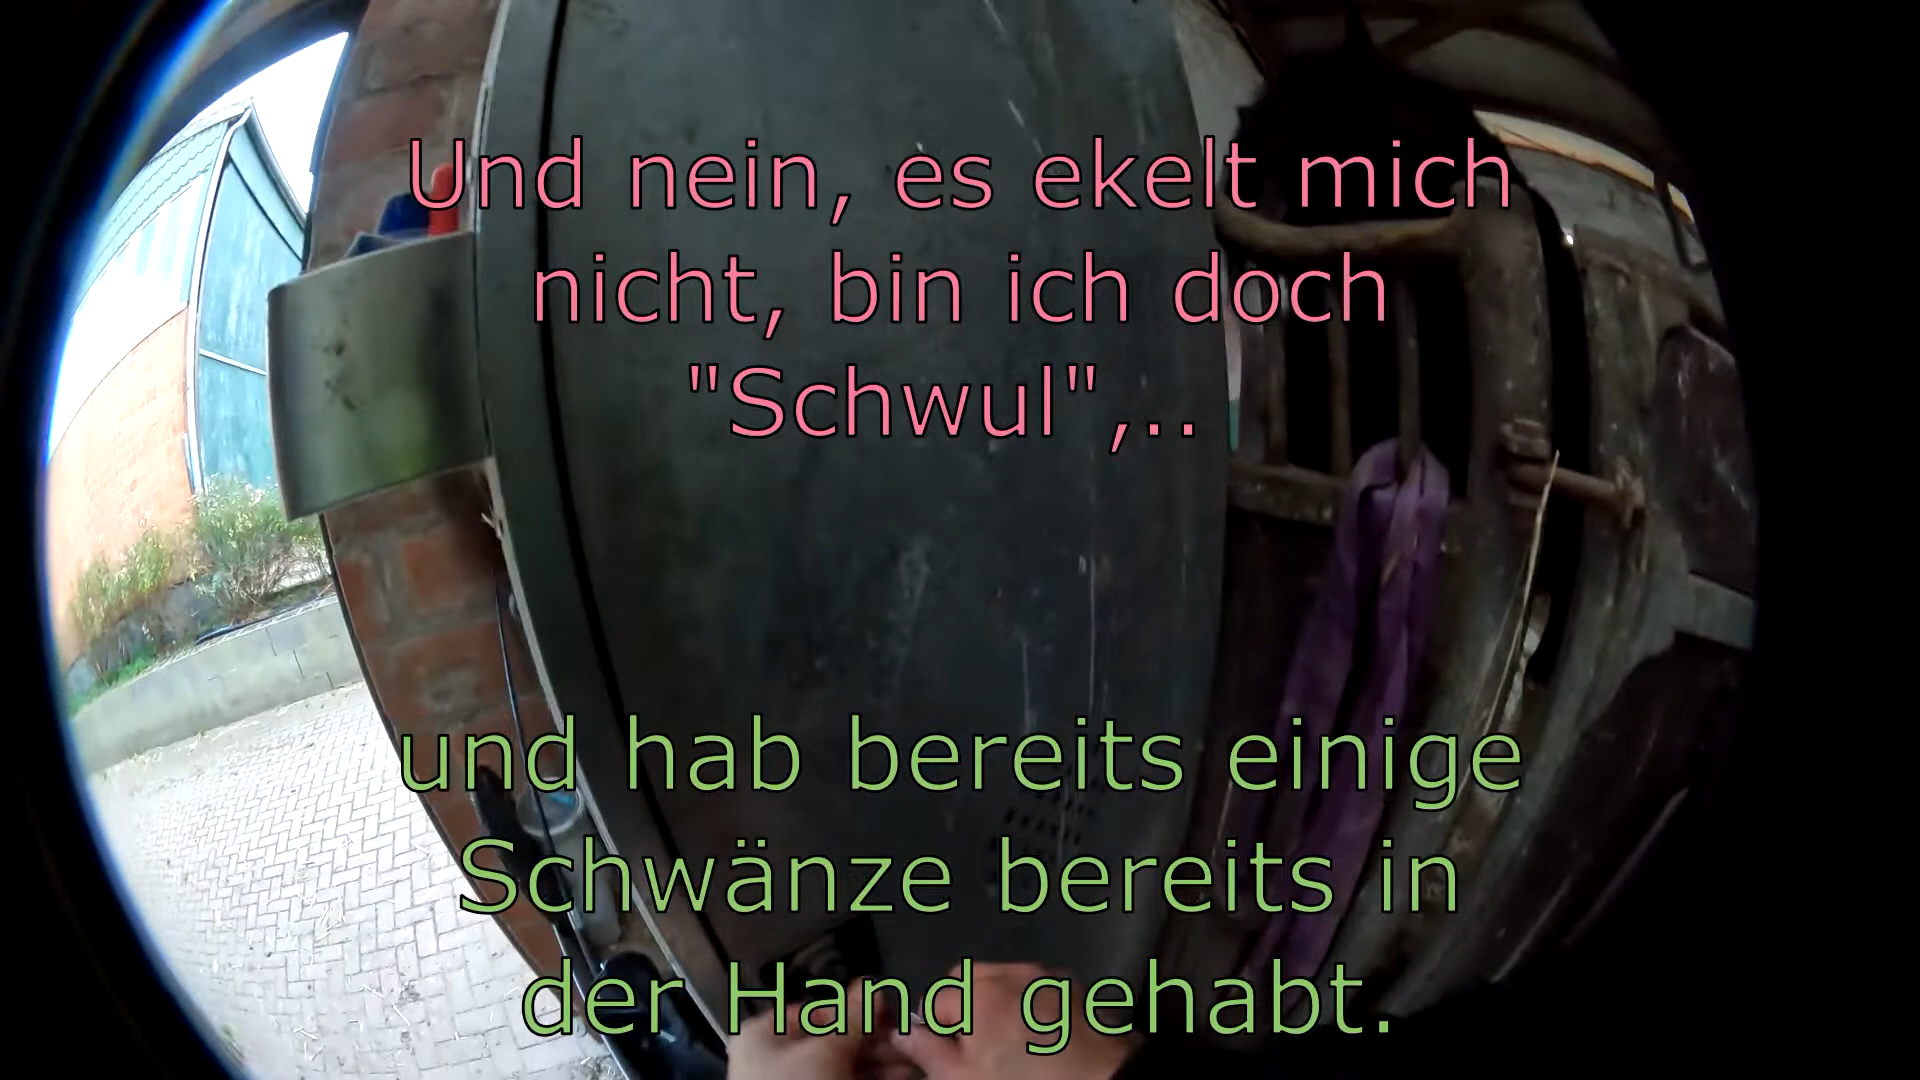 Und nein, es ekelt mich
nicht, bin ich doch
"Schwul",..
und hab bereits einige
Schwänze bereits in
der Hand gehabt.